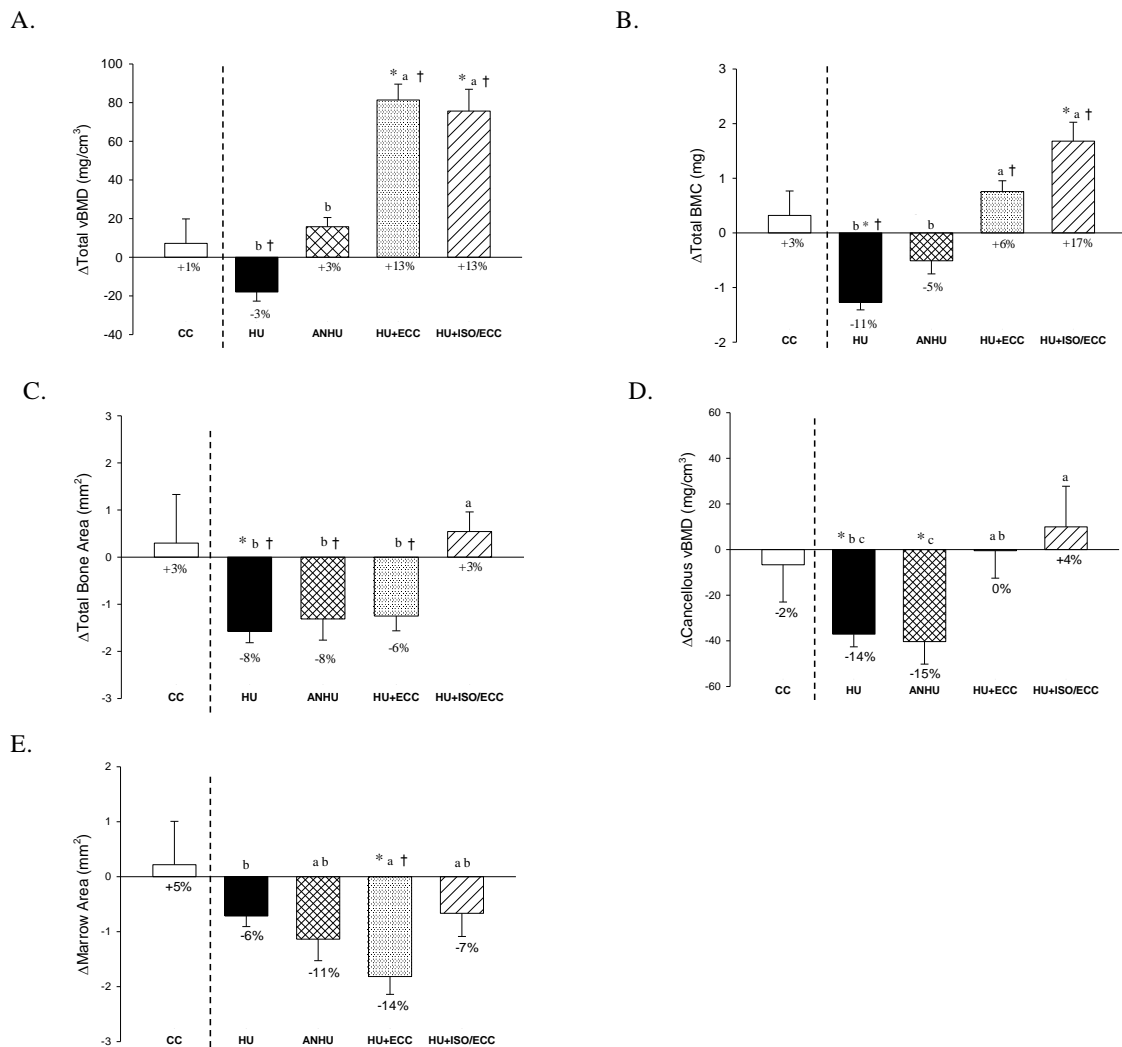 A.
ΔTotal vBMD (mg/cm³)
100
80
60
40
20
0
-20
-40
* a †
* a †
b
b †
+1%
-3%
+3%
+13%
+13%
CC
HU
ANHU
HU+ECC
HU+ISO/ECC
B.
ΔTotal BMC (mg)
3
2
1
0
-1
-2
* a †
a †
b * †
b
+3%
-11%
-5%
+6%
+17%
CC
HU
ANHU
HU+ECC
HU+ISO/ECC
C.
ΔTotal Bone Area (mm²)
3
2
1
0
-1
-2
-3
* b †
b †
b †
a
+3%
-8%
-8%
-6%
+3%
CC
HU
ANHU
HU+ECC
HU+ISO/ECC
D.
ΔCancellous vBMD (mg/cm³)
60
40
20
0
-20
-40
-60
* b c
* c
a b
a
-2%
-14%
-15%
0%
+4%
CC
HU
ANHU
HU+ECC
HU+ISO/ECC
E.
ΔMarrow Area (mm²)
2
1
0
-1
-2
-3
b
a b
* a †
a b
+5%
-6%
-11%
-14%
-7%
CC
HU
ANHU
HU+ECC
HU+ISO/ECC